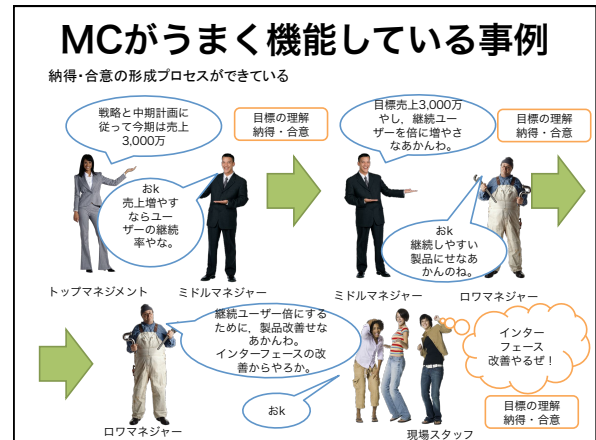 MCがうまく機能している事例
納得・合意の形成プロセスができている
戦略と中期計画に
従って今期は売上
3,000万
目標の理解
納得・合意
おk
売上増やす
ならユー
ザーの継続
率やな。
トップマネジメント
ミドルマネジャー
目標売上3,000万
やし，継続ユー
ザーを倍に増やさ
なあかんわ。
目標の理解
納得・合意
おk
継続しやすい
製品にせなあ
かんのね。
ミドルマネジャー
ロワマネジャー
継続ユーザー倍にする
ために，製品改善せな
あかんわ。
インターフェースの改
善からやろか。
おk
ロワマネジャー
インター
フェース
改善やるぜ！
目標の理解
納得・合意
現場スタッフ